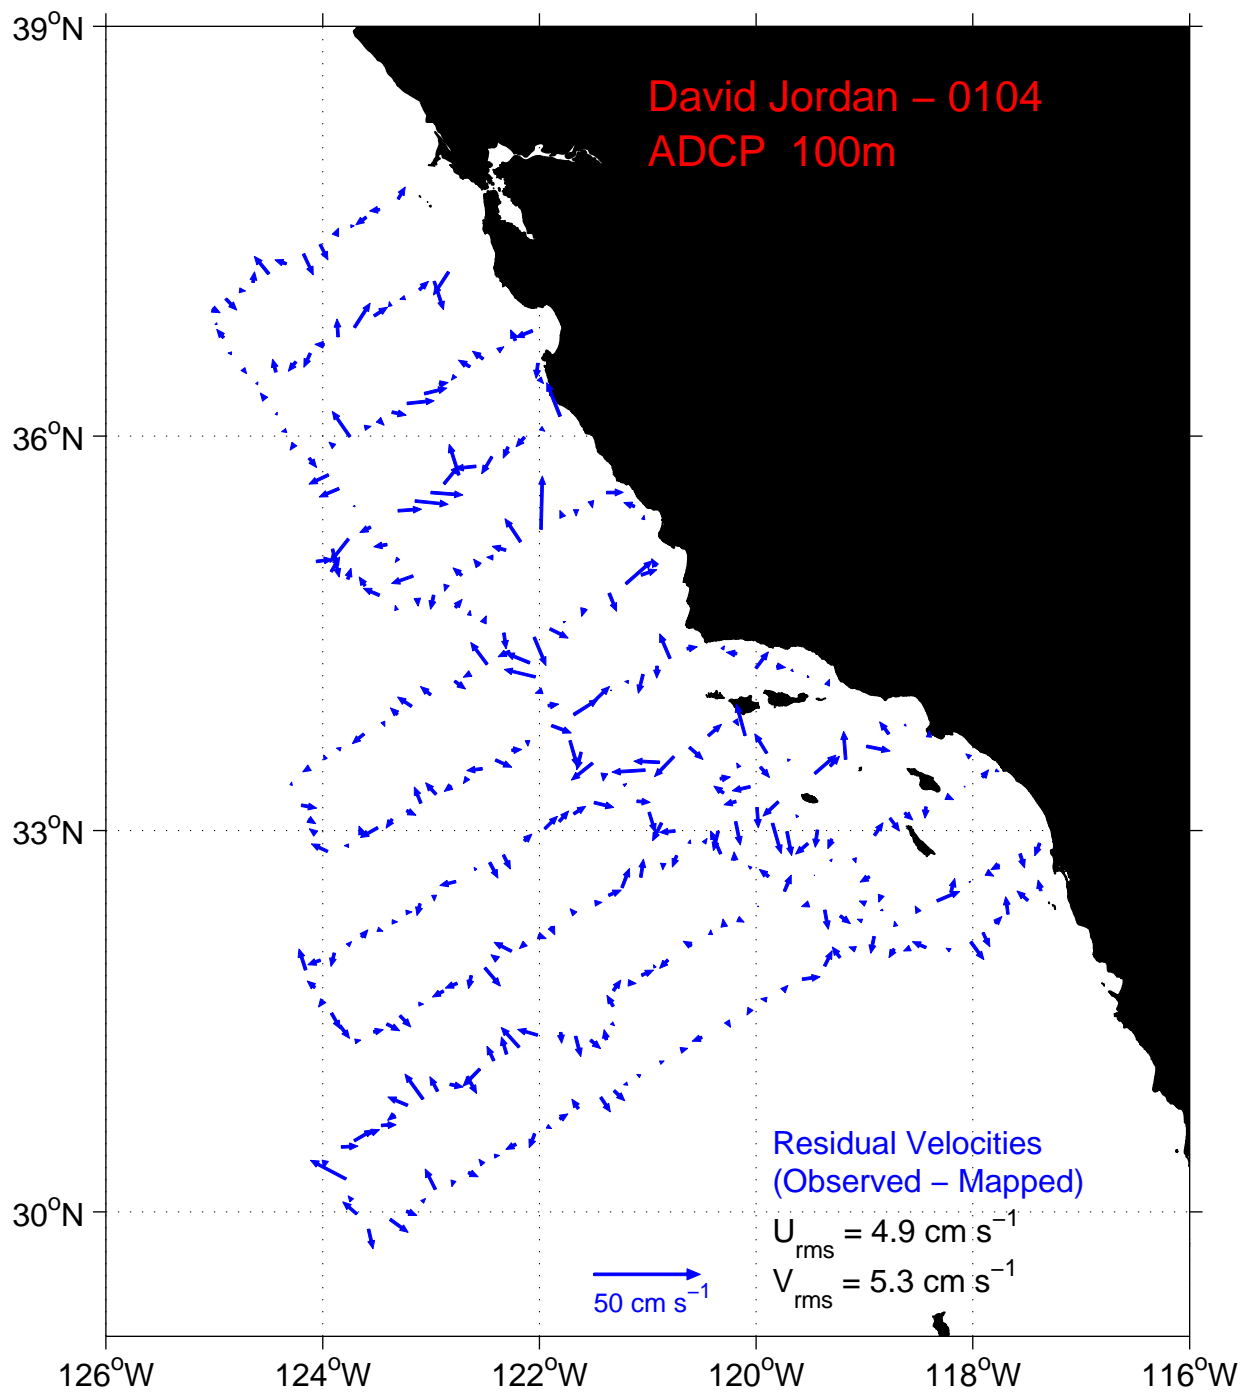 39°N
David Jordan – 0104
ADCP 100m
36°N
33°N
Residual Velocities
(Observed – Mapped)
30°N
U_rms = 4.9 cm s⁻¹
50 cm s⁻¹
V_rms = 5.3 cm s⁻¹
126°W 124°W 122°W 120°W 118°W 116°W